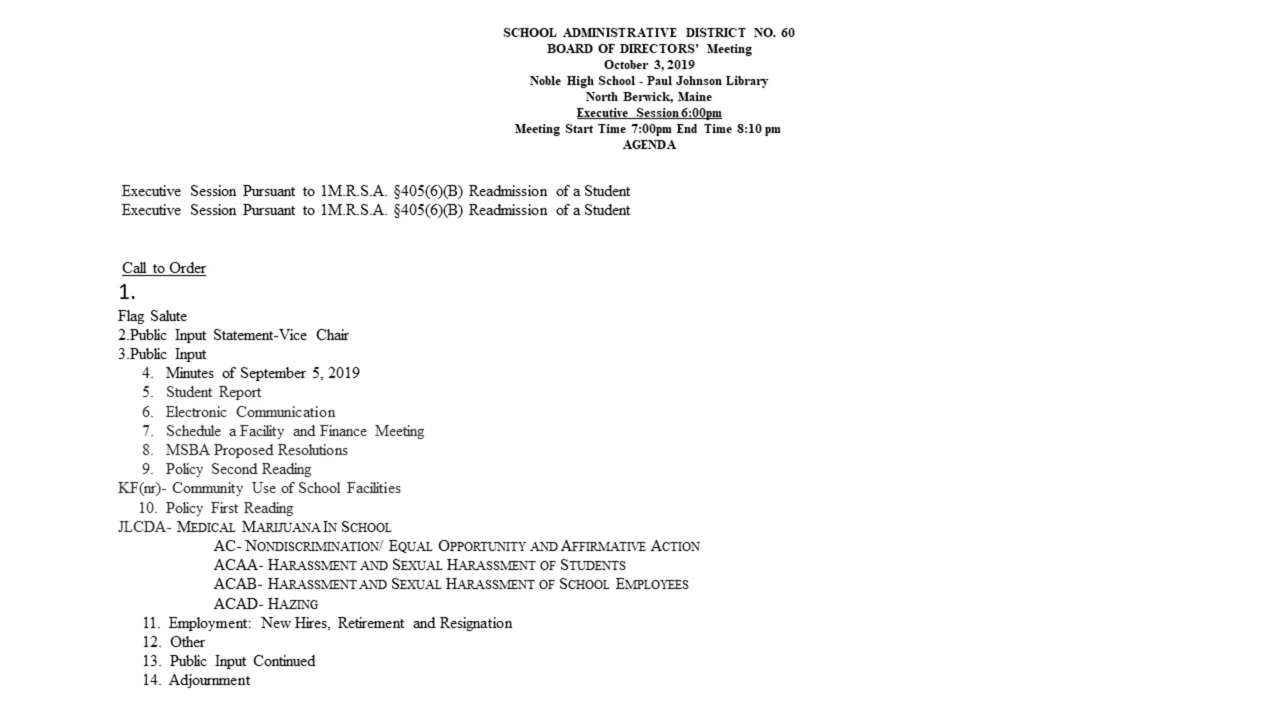 SCHOOL ADMINISTRATIVE DISTRICT NO. 60
BOARD OF DIRECTORS’ Meeting
October 3, 2019
Noble High School - Paul Johnson Library
North Berwick, Maine
Executive Session 6:00pm
Meeting Start Time 7:00pm End Time 8:10 pm
AGENDA
Executive Session Pursuant to 1M.R.S.A. §405(6)(B) Readmission of a Student
Executive Session Pursuant to 1M.R.S.A. §405(6)(B) Readmission of a Student
Call to Order
1.
Flag Salute
2.Public Input Statement-Vice Chair
3.Public Input
4. Minutes of September 5, 2019
5. Student Report
6. Electronic Communication
7. Schedule a Facility and Finance Meeting
8. MSBA Proposed Resolutions
9. Policy Second Reading
KF(nr)- Community Use of School Facilities
10. Policy First Reading
JLCDA- MEDICAL MARIJUANA IN SCHOOL
AC- NONDISCRIMINATION/ EQUAL OPPORTUNITY AND AFFIRMATIVE ACTION
ACAA- HARASSMENT AND SEXUAL HARASSMENT OF STUDENTS
ACAB- HARASSMENT AND SEXUAL HARASSMENT OF SCHOOL EMPLOYEES
ACAD- HAZING
11. Employment: New Hires, Retirement and Resignation
12. Other
13. Public Input Continued
14. Adjournment